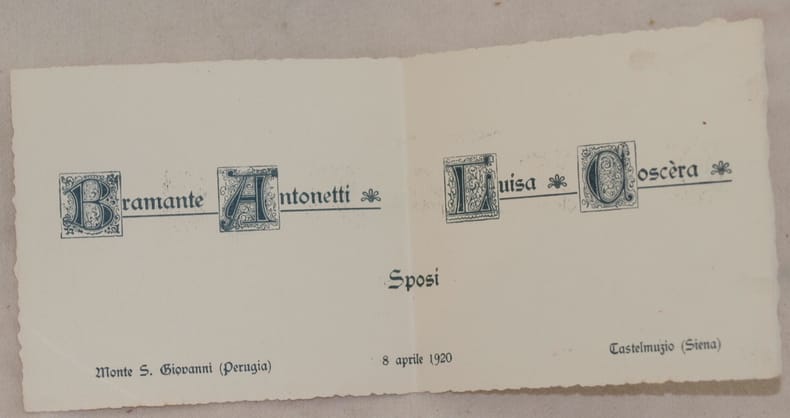 Bramante Antonetti
Luisa Coscèra
Sposi
Monte S. Giovanni (Perugia)
8 aprile 1920
Castelmuzio (Siena)